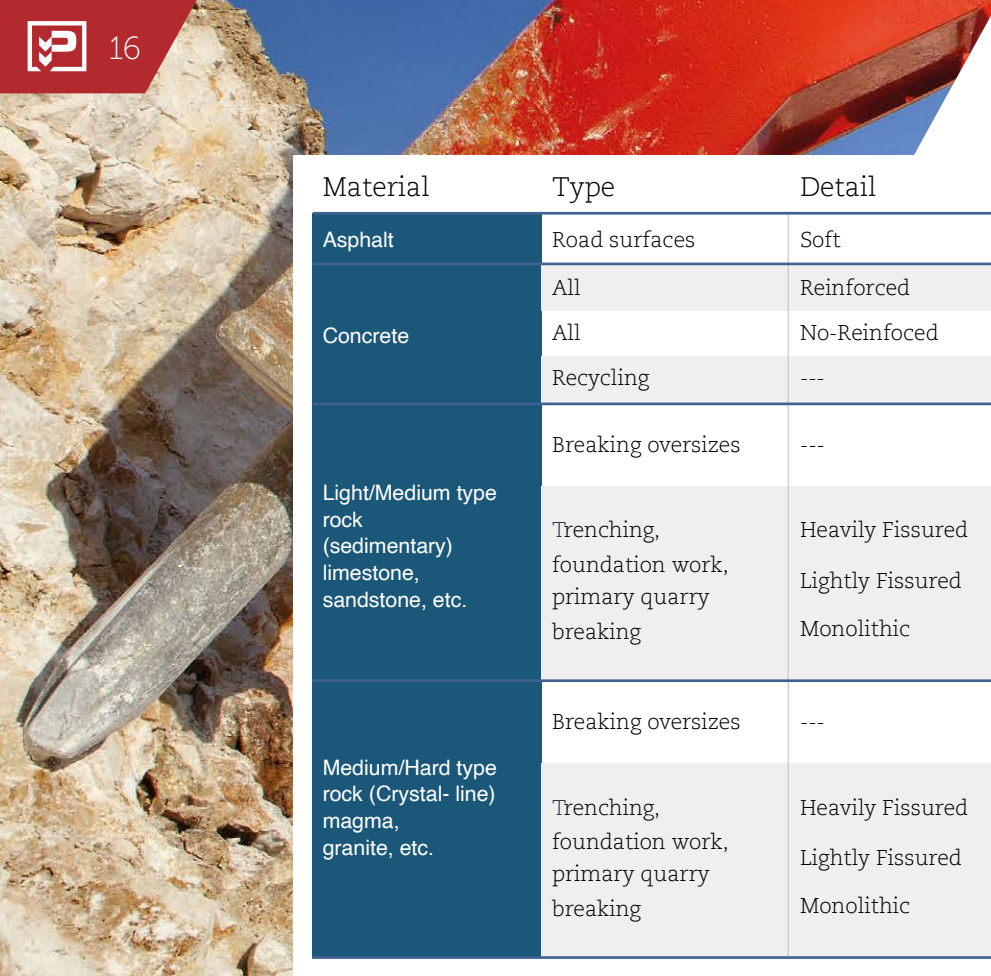 16
Material Type Detail
Asphalt Road surfaces Soft
Concrete
All Reinforced
All No-Reinfoced
Recycling ---
Light/Medium type
rock
(sedimentary)
limestone,
sandstone, etc.
Breaking oversizes ---
Trenching,
foundation work,
primary quarry
breaking
Heavily Fissured
Lightly Fissured
Monolithic
Medium/Hard type
rock (Crystal- line)
magma,
granite, etc.
Breaking oversizes ---
Trenching,
foundation work,
primary quarry
breaking
Heavily Fissured
Lightly Fissured
Monolithic